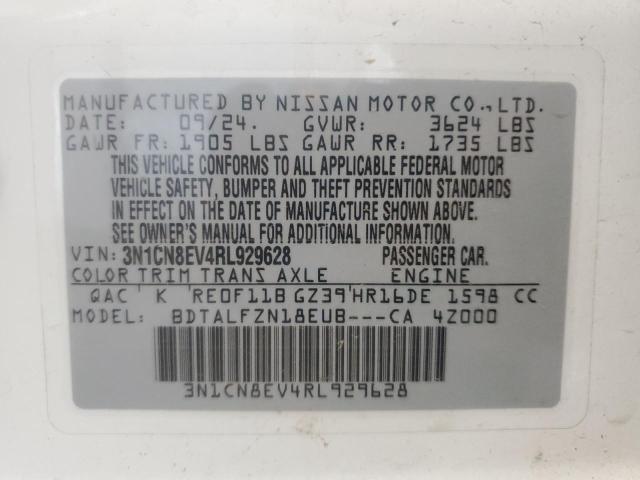 MANUFACTURED BY NISSAN MOTOR CO.,LTD.
DATE: 09/24. GVWR: 3624 LBS
GAWR FR: 1905 LBS GAWR RR: 1735 LBS
THIS VEHICLE CONFORMS TO ALL APPLICABLE FEDERAL MOTOR
VEHICLE SAFETY, BUMPER AND THEFT PREVENTION STANDARDS
IN EFFECT ON THE DATE OF MANUFACTURE SHOWN ABOVE.
SEE OWNER'S MANUAL FOR ADDITIONAL INFORMATION.
VIN: 3N1CN8EV4RL929628 PASSENGER CAR.
COLOR TRIM TRANS AXLE ENGINE
QAC K RE0F11B GZ39 HR16DE 1598 CC
MODEL: BDTALFZN18EUB---CA 4Z000
3N1CN8EV4RL929628